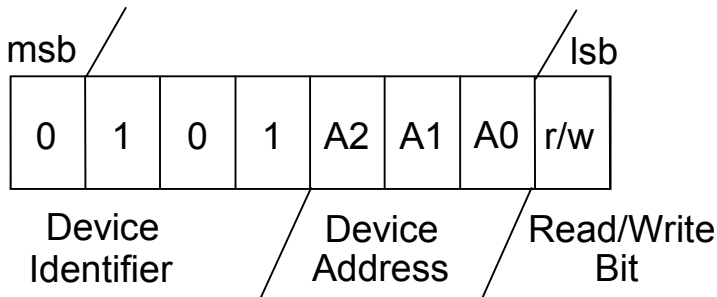 msb lsb
0 1 0 1 A2 A1 A0 r/w
Device Device Read/Write
Identifier Address Bit